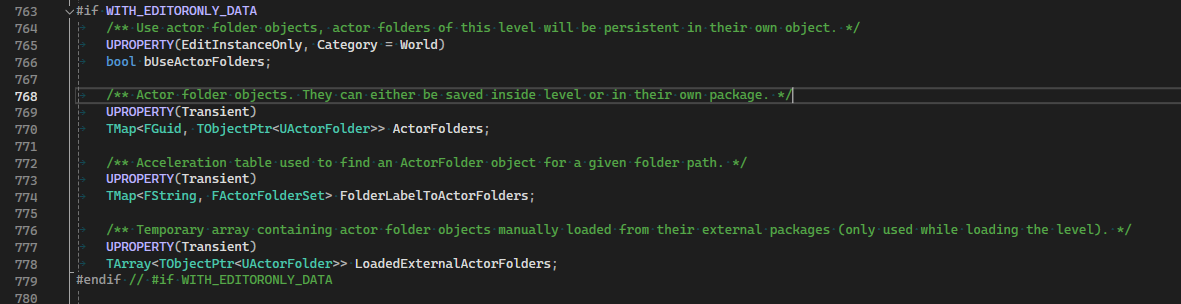 763 #if WITH_EDITORONLY_DATA
764 /** Use actor folder objects, actor folders of this level will be persistent in their own object. */
765 UPROPERTY(EditInstanceOnly, Category = World)
766 bool bUseActorFolders;
767
768 /** Actor folder objects. They can either be saved inside level or in their own package. */
769 UPROPERTY(Transient)
770 TMap<FGuid, TObjectPtr<UActorFolder>> ActorFolders;
771
772 /** Acceleration table used to find an ActorFolder object for a given folder path. */
773 UPROPERTY(Transient)
774 TMap<FString, FActorFolderSet> FolderLabelToActorFolders;
775
776 /** Temporary array containing actor folder objects manually loaded from their external packages (only used while loading the level). */
777 UPROPERTY(Transient)
778 TArray<TObjectPtr<UActorFolder>> LoadedExternalActorFolders;
779 #endif // #if WITH_EDITORONLY_DATA
780